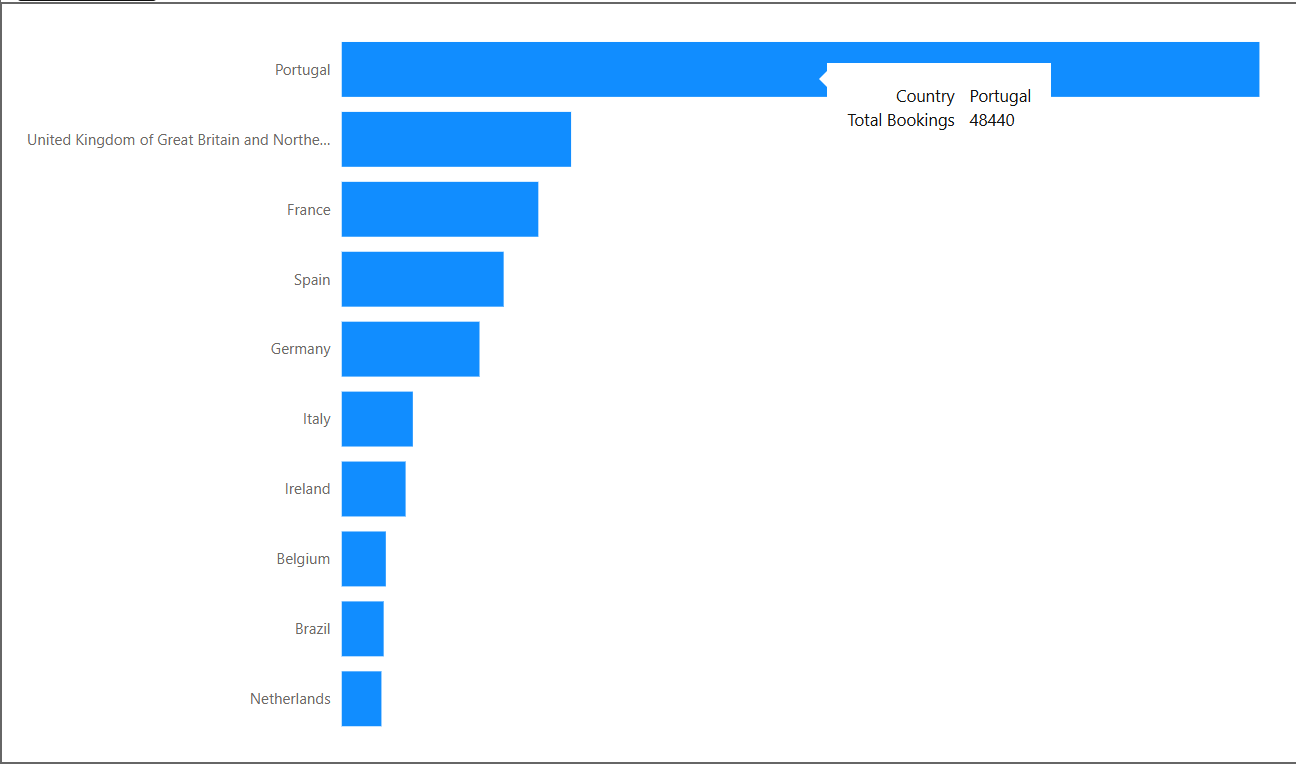 Portugal
Country Portugal
Total Bookings 48440
United Kingdom of Great Britain and Northe...
France
Spain
Germany
Italy
Ireland
Belgium
Brazil
Netherlands